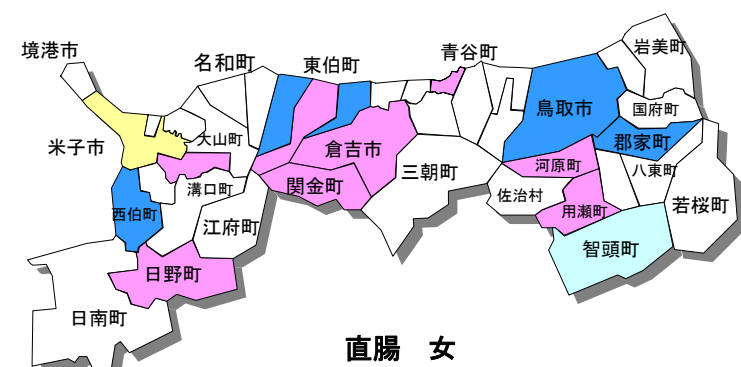 境港市
名和町
東伯町
青谷町
岩美町
米子市
大山町
鳥取市
国府町
郡家町
倉吉市
河原町
八東町
溝口町
関金町
三朝町
佐治村
若桜町
西伯町
江府町
用瀬町
智頭町
日野町
日南町
直腸 女